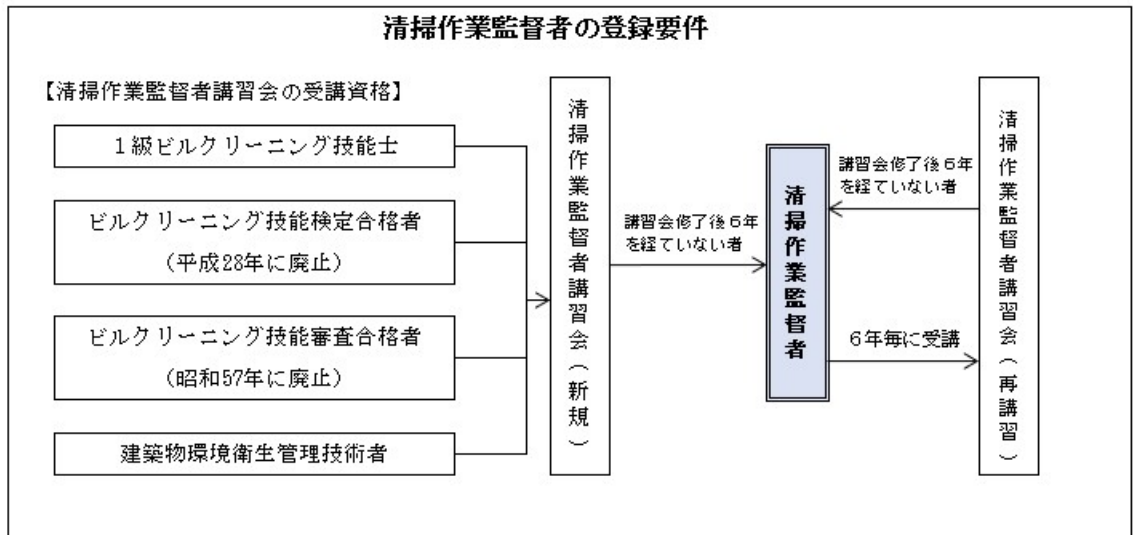 清掃作業監督者の登録要件
【清掃作業監督者講習会の受講資格】
1級ビルクリーニング技能士
ビルクリーニング技能検定合格者
(平成28年に廃止)
ビルクリーニング技能審査合格者
(昭和57年に廃止)
建築物環境衛生管理技術者
清掃作業監督者講習会(新規)
講習会修了後6年
を経ていない者
清掃作業監督者
講習会修了後6年
を経ていない者
6年毎に受講
清掃作業監督者講習会(再講習)